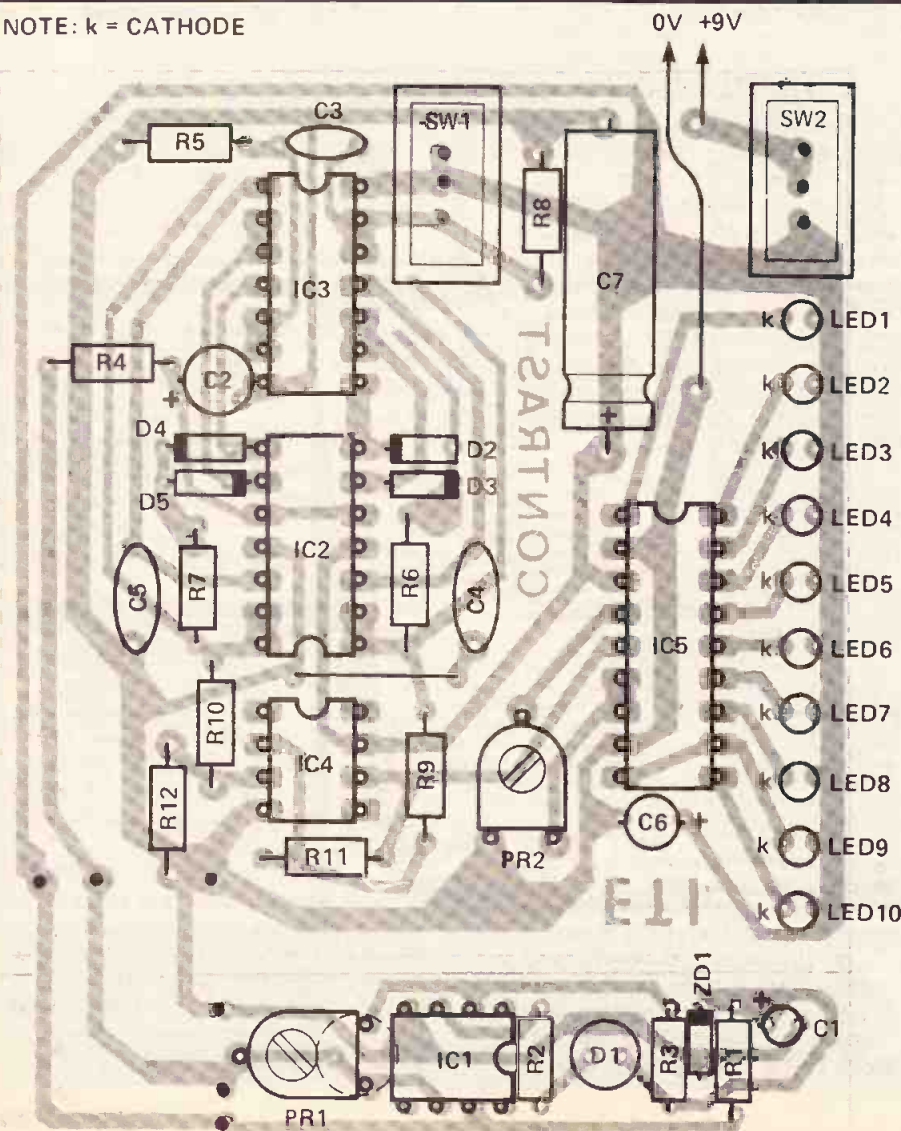 NOTE: k = CATHODE
0V +9V
C3
SW1
SW2
R5
R8
IC3
C7
k LED1
R4
C2
+
k LED2
CONTRAST
+
D4
D2
k LED3
D5
D3
k LED4
IC2
C5
R7
R6
C4
k LED5
IC5
k LED6
R10
k LED7
IC4
R9
R12
k LED8
C6 +
R11
PR2
k LED9
ETI
k LED10
ZD1
+
C1
IC1
R2
D1
R3
R1
PR1